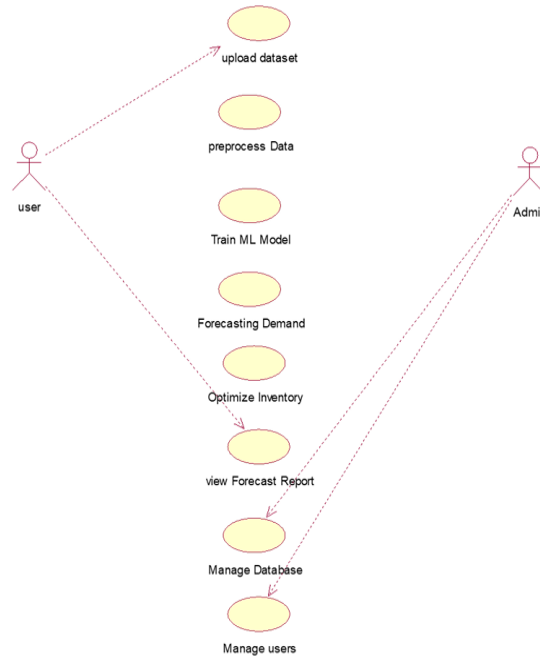 upload dataset
preprocess Data
user
Admi
Train ML Model
Forecasting Demand
Optimize Inventory
view Forecast Report
Manage Database
Manage users